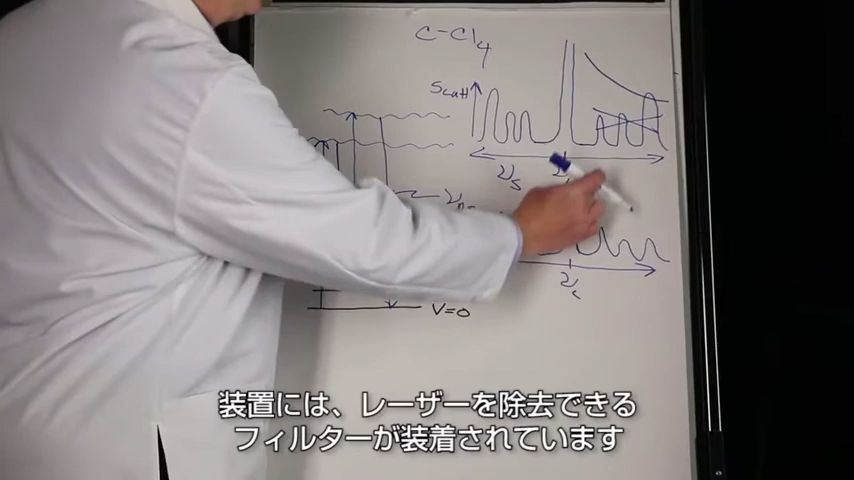 C-Cl4
Scatt
νs
V=0
νL
装置には、レーザーを除去できる
フィルターが装着されています